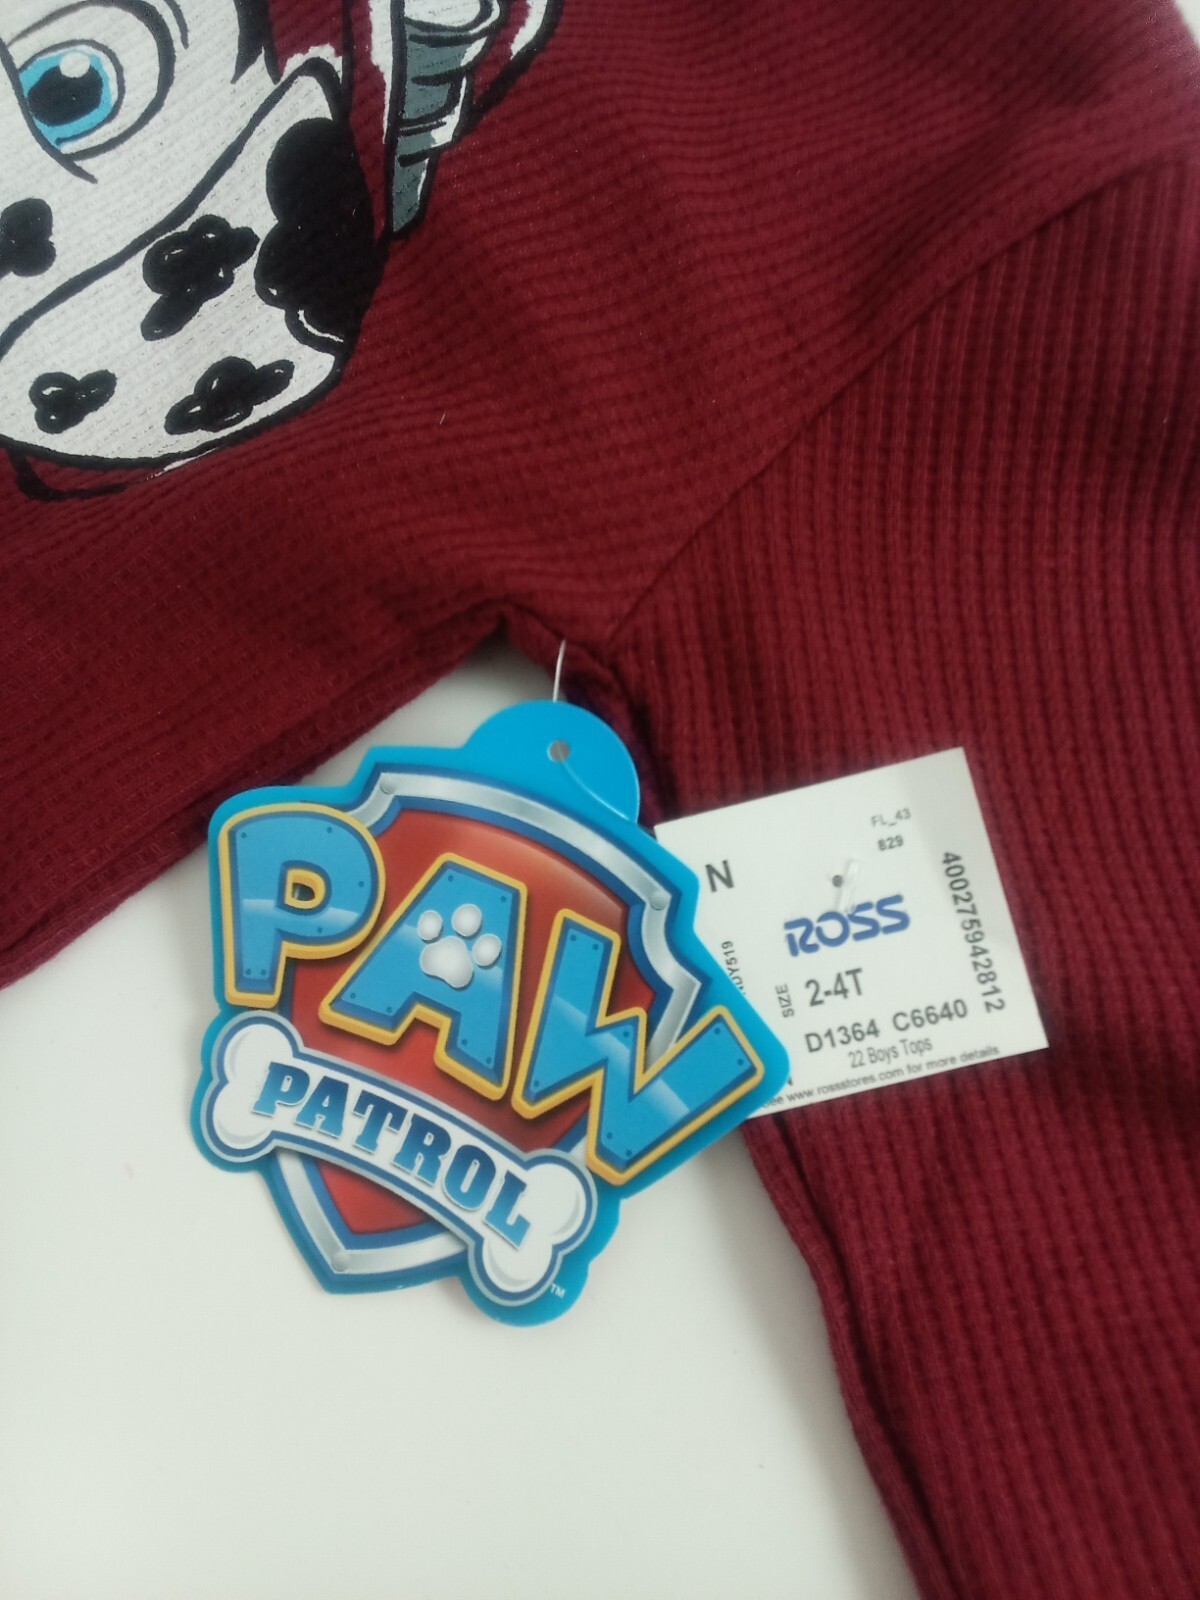 PAW
PATROL
TM
FL_43
829
N
ROSS
SIZE
2-4T
D1364 C6640
22 Boys Tops
www.rossstores.com for more details
400275942812